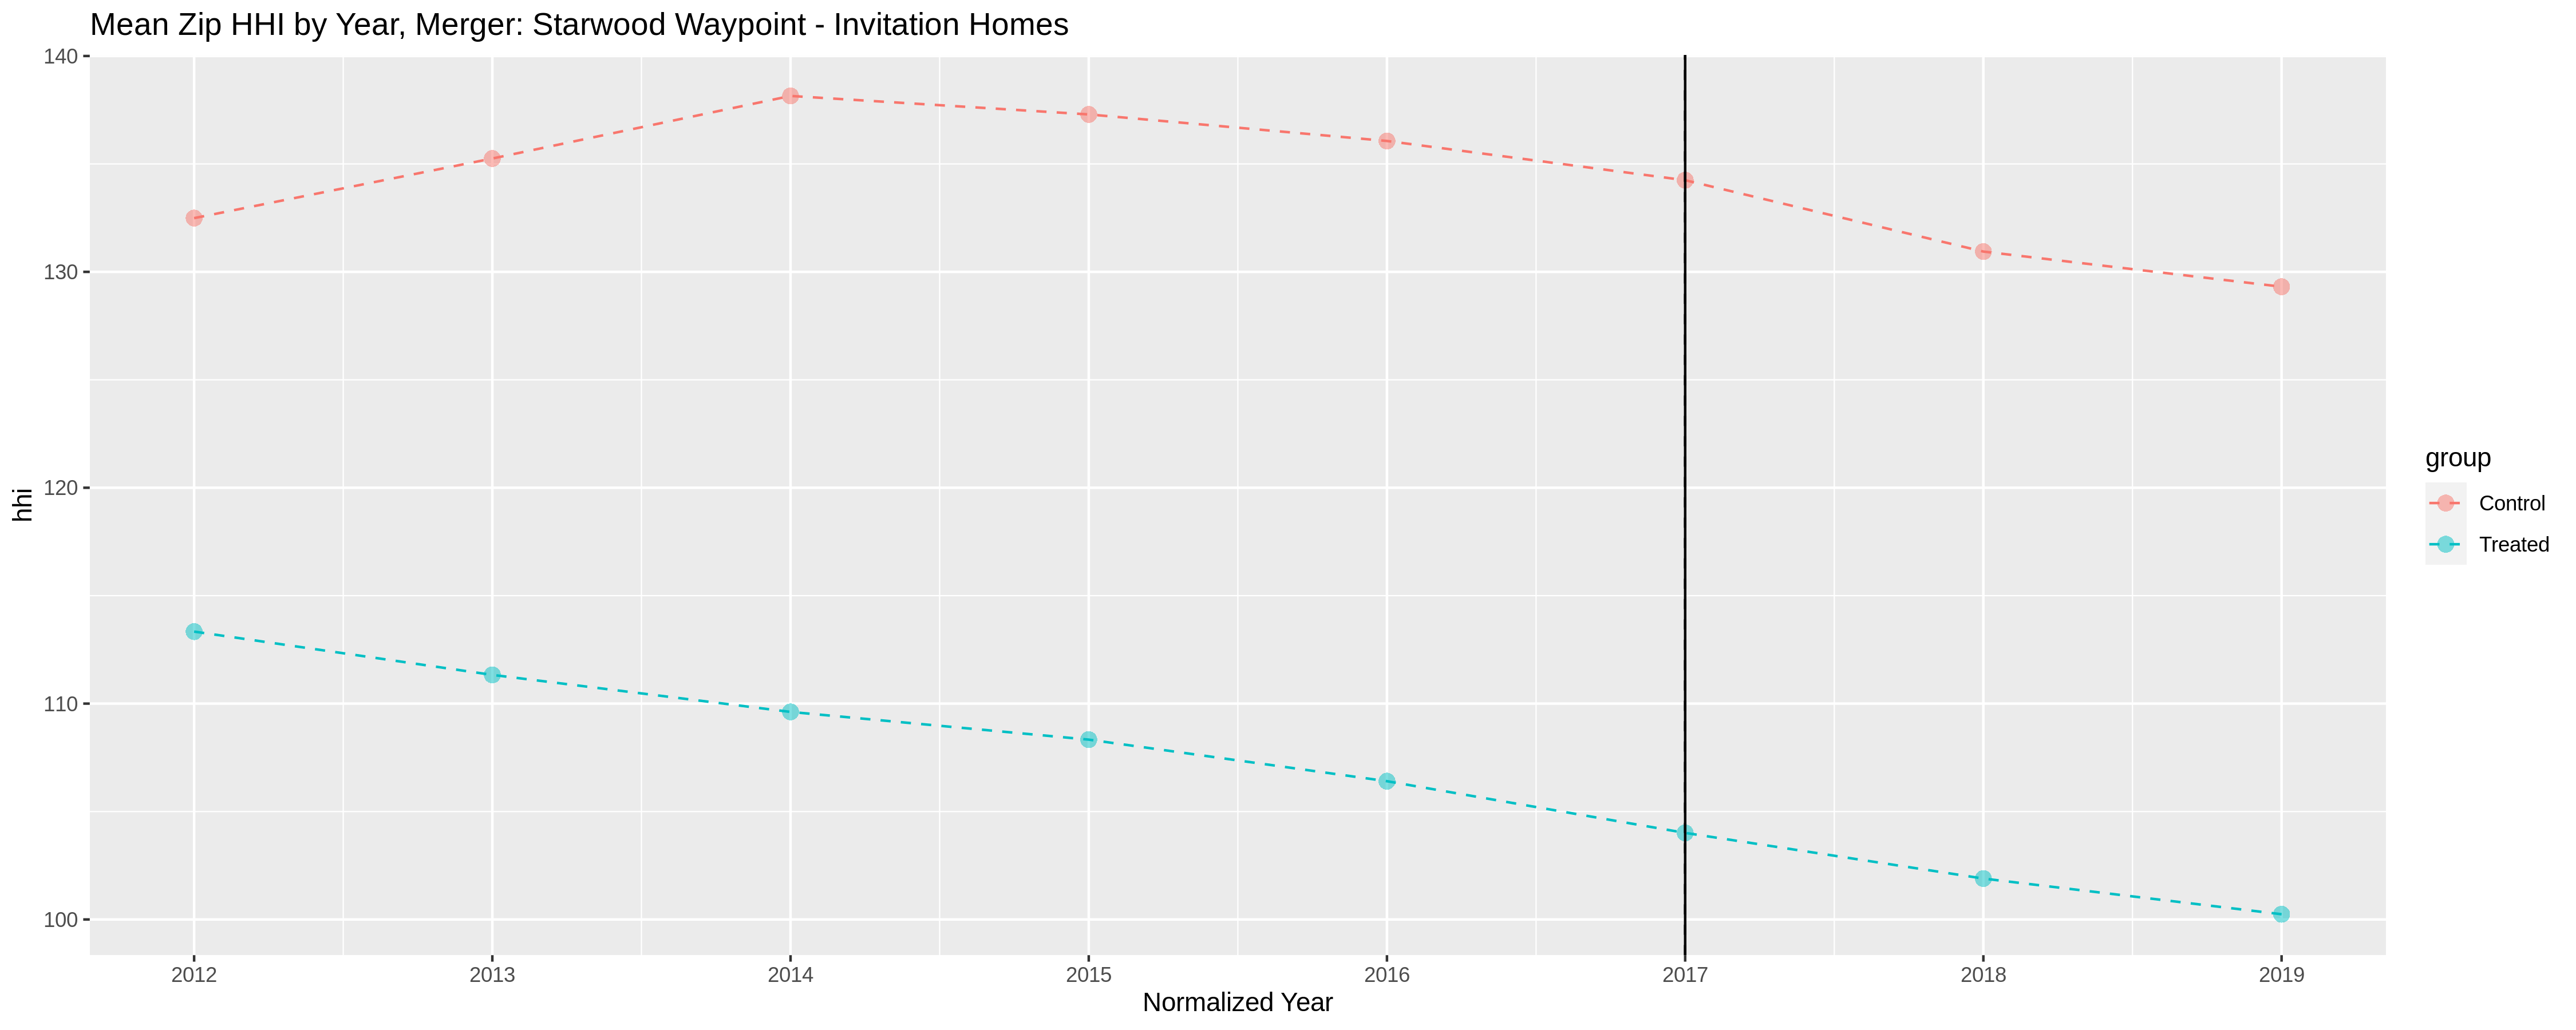 Mean Zip HHI by Year, Merger: Starwood Waypoint - Invitation Homes
140
130
120
110
100
hhi
2012 2013 2014 2015 2016 2017 2018 2019
Normalized Year
group
Control
Treated